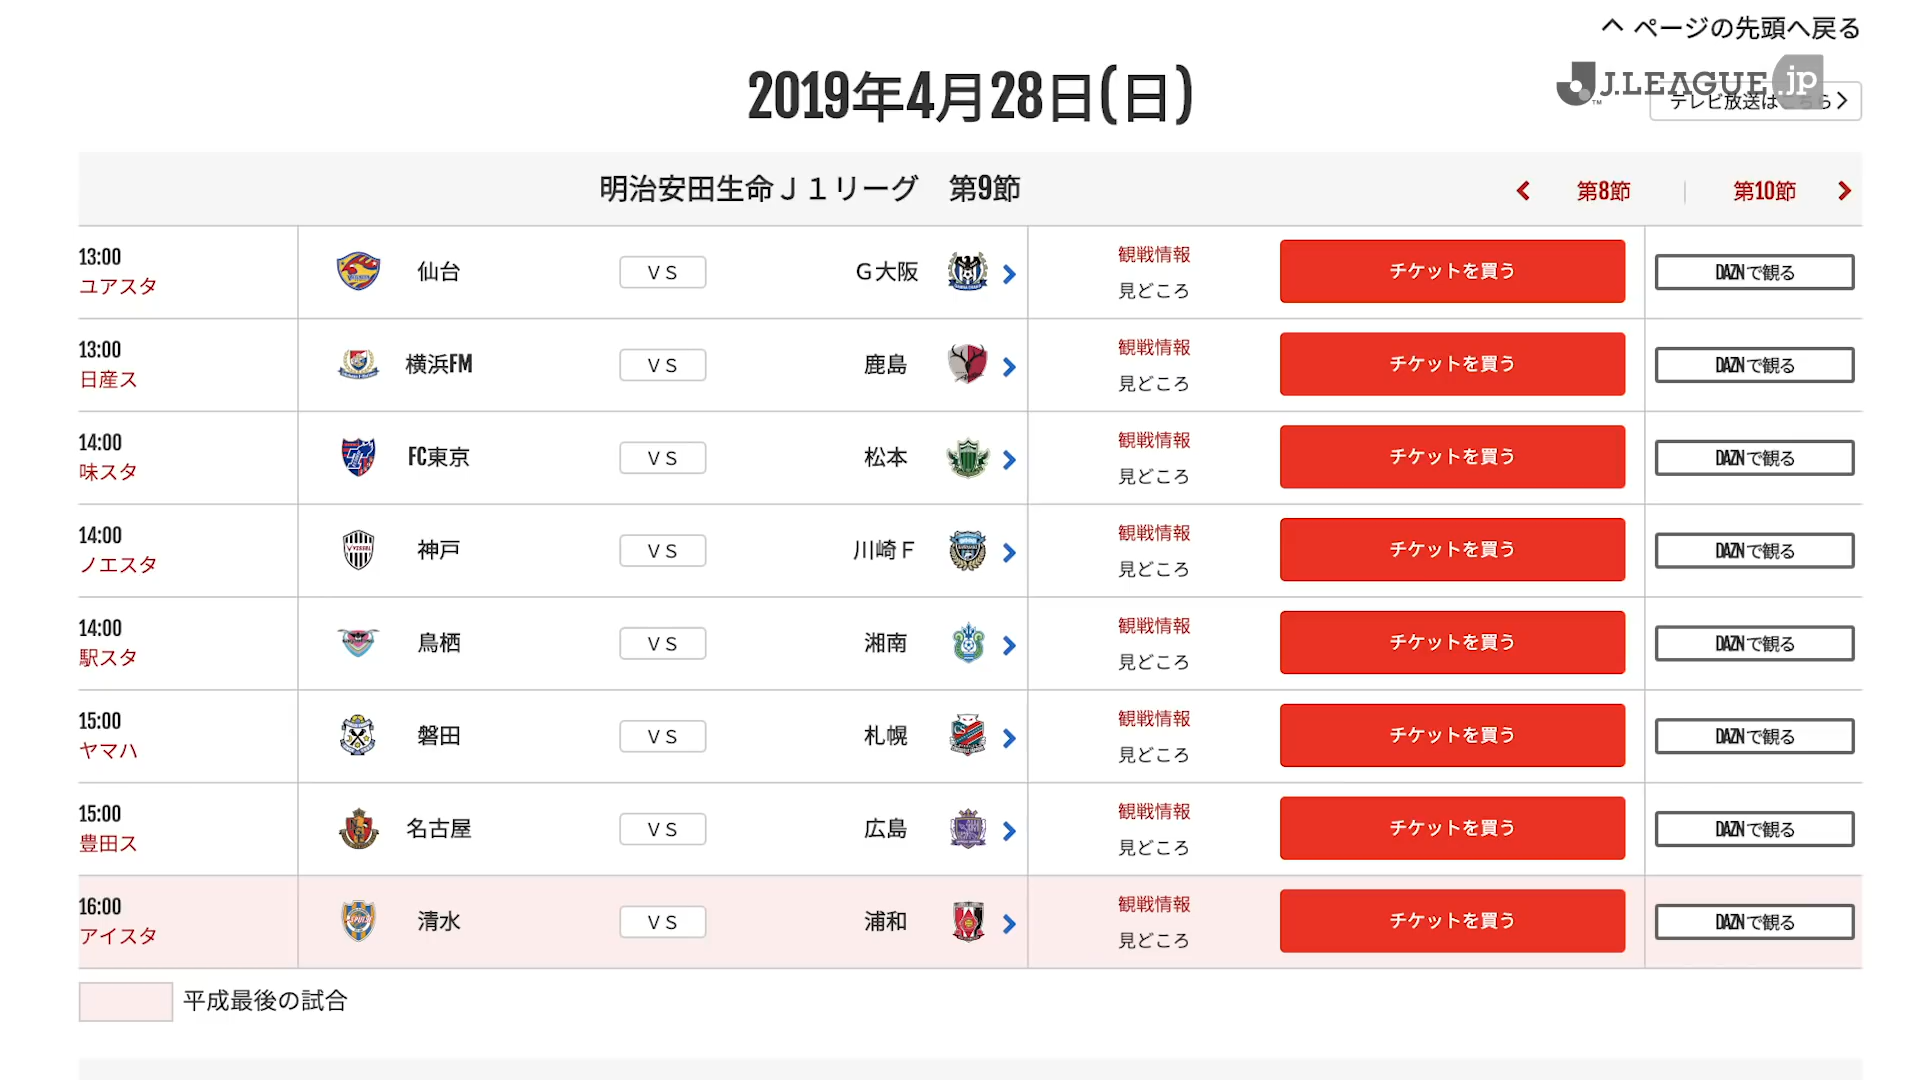 ページの先頭へ戻る
J.LEAGUE.jp
2019年4月28日(日)
テレビ放送はこちら
明治安田生命Ｊ１リーグ 第9節
第8節 第10節
13:00 ユアスタ
仙台 VS Ｇ大阪
観戦情報
見どころ
チケットを買う
DAZNで観る
13:00 日産ス
横浜FM VS 鹿島
観戦情報
見どころ
チケットを買う
DAZNで観る
14:00 味スタ
FC東京 VS 松本
観戦情報
見どころ
チケットを買う
DAZNで観る
14:00 ノエスタ
神戸 VS 川崎Ｆ
観戦情報
見どころ
チケットを買う
DAZNで観る
14:00 駅スタ
鳥栖 VS 湘南
観戦情報
見どころ
チケットを買う
DAZNで観る
15:00 ヤマハ
磐田 VS 札幌
観戦情報
見どころ
チケットを買う
DAZNで観る
15:00 豊田ス
名古屋 VS 広島
観戦情報
見どころ
チケットを買う
DAZNで観る
16:00 アイスタ
清水 VS 浦和
観戦情報
見どころ
チケットを買う
DAZNで観る
平成最後の試合